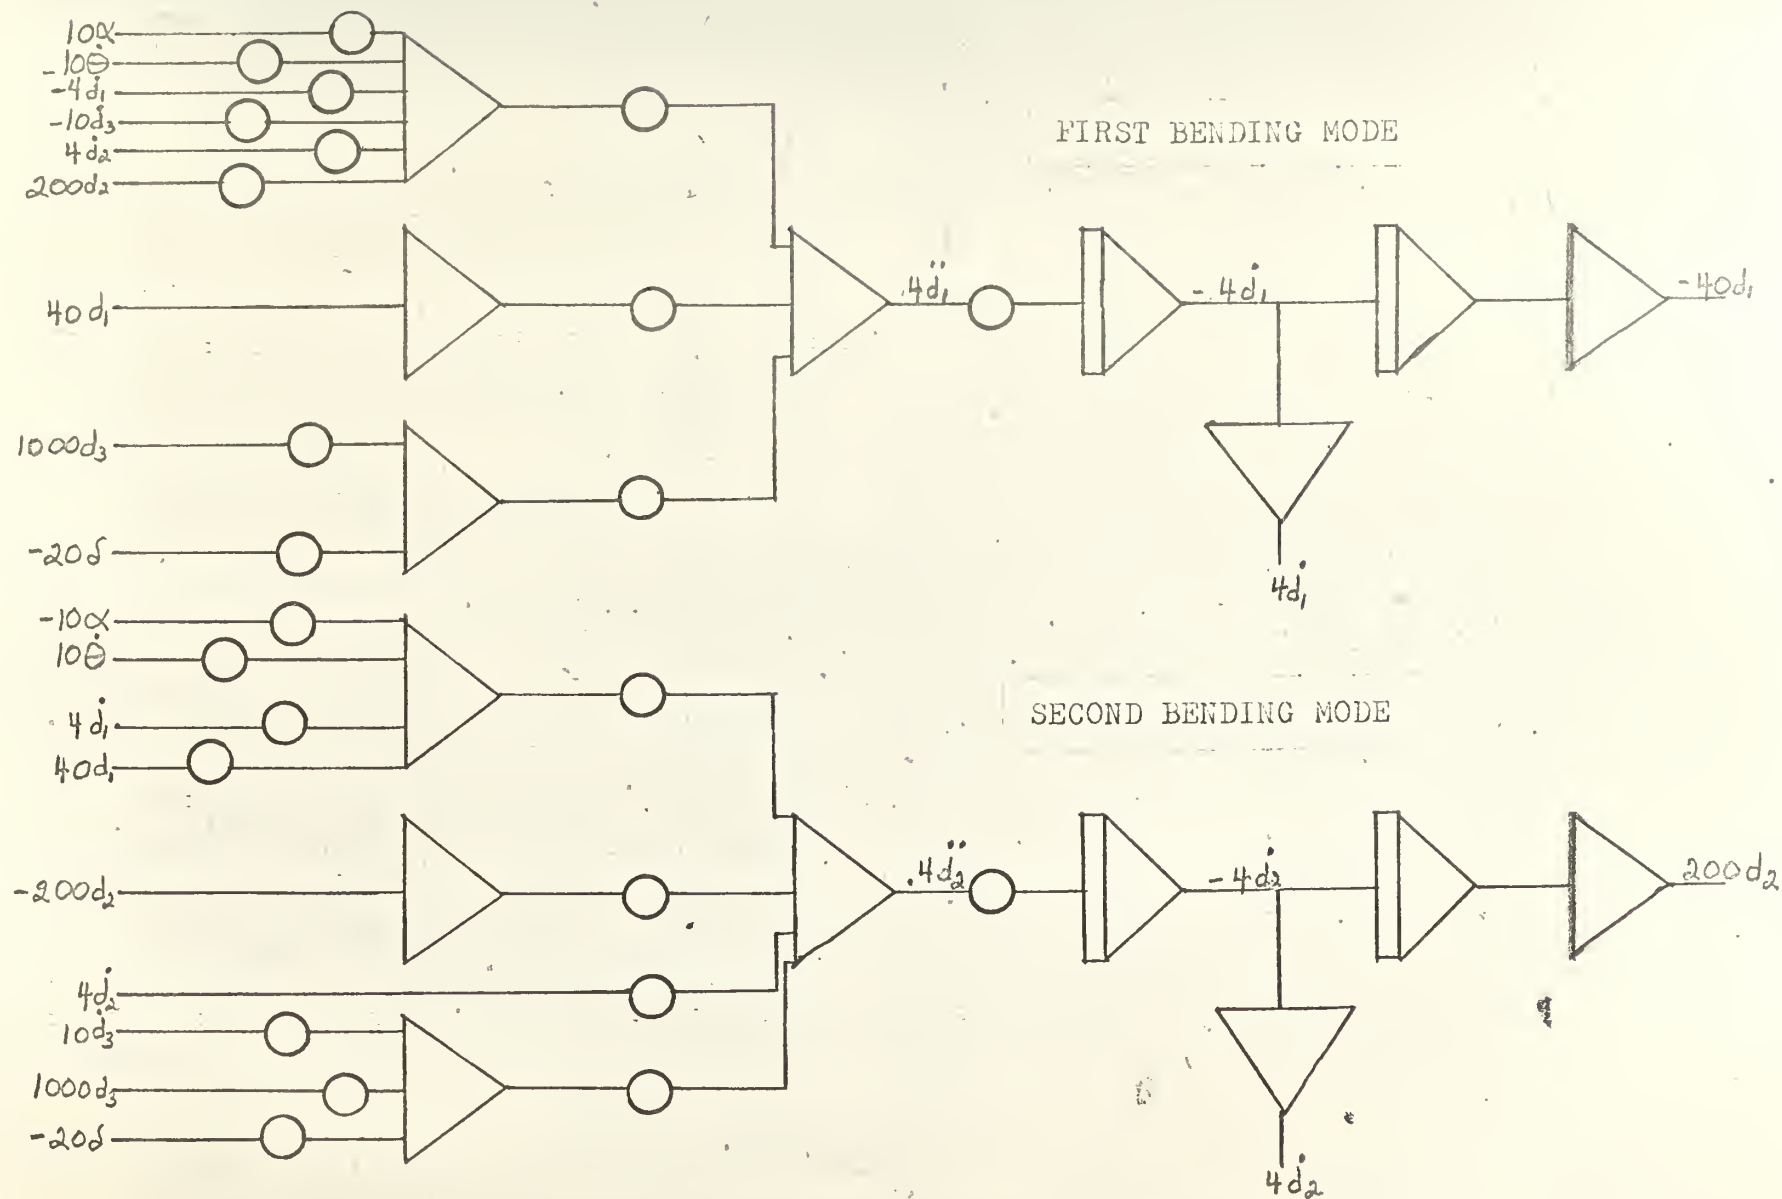 10α
-10θ̇
-4ḋ₁
-10ḋ₃
4ḋ₂
200d₂
40d₁
1000d₃
-20δ
FIRST BENDING MODE
.4d̈₁
-4ḋ₁
-40d₁
4ḋ₁
-10α
10θ̇
4ḋ₁
40d₁
-200d₂
4ḋ₂
10ḋ₃
1000d₃
-20δ
SECOND BENDING MODE
.4d̈₂
-4ḋ₂
200d₂
4ḋ₂